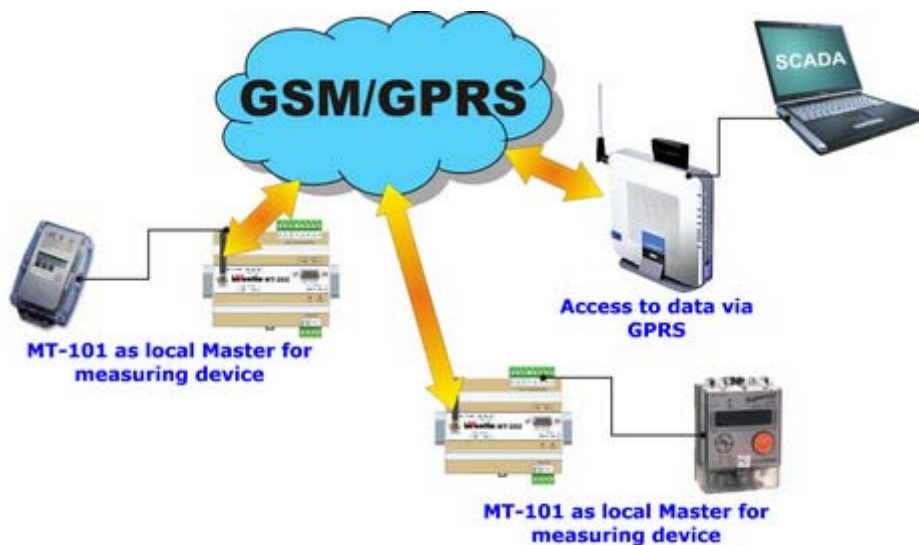 GSM/GPRS
SCADA
Access to data via
GPRS
MT-101 as local Master for
measuring device
MT-101 as local Master for
measuring device